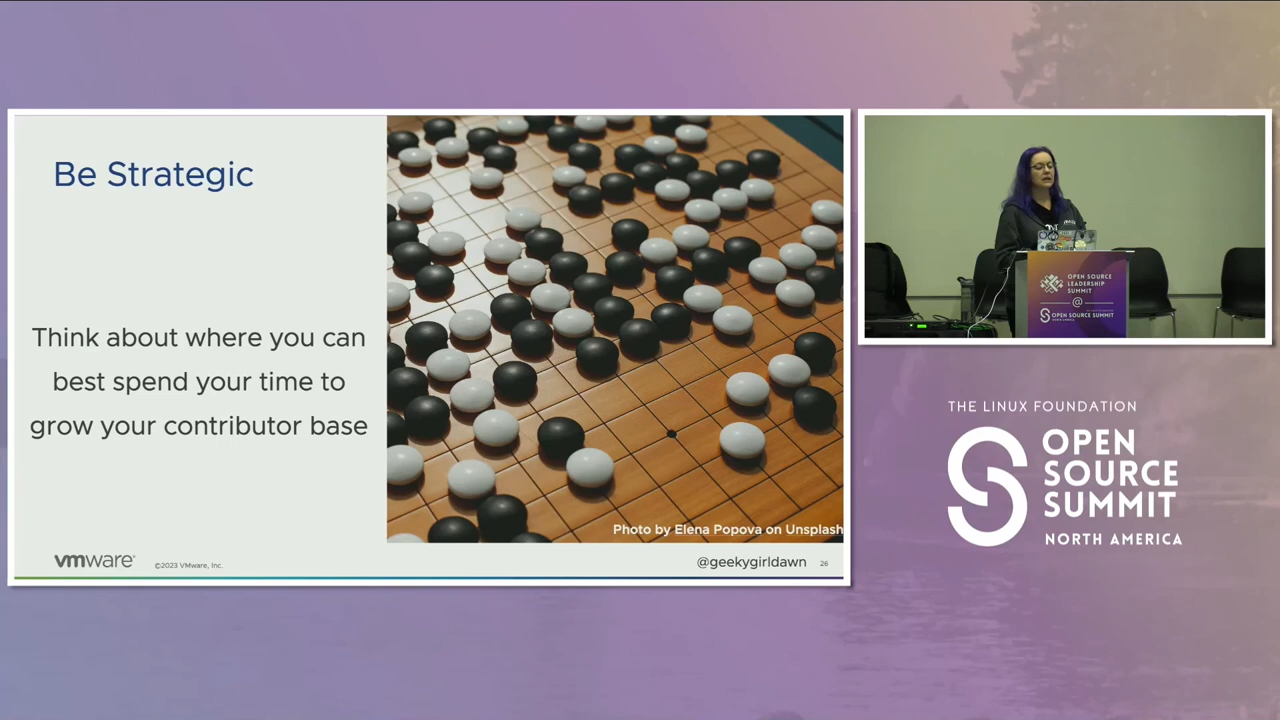 Be Strategic
Think about where you can
best spend your time to
grow your contributor base
Photo by Elena Popova on Unsplash
vmware®
©2023 VMware, Inc.
@geekygirldawn
26
OPEN SOURCE
LEADERSHIP
SUMMIT
@
OPEN SOURCE SUMMIT
NORTH AMERICA
THE LINUX FOUNDATION
OPEN
SOURCE
SUMMIT
NORTH AMERICA